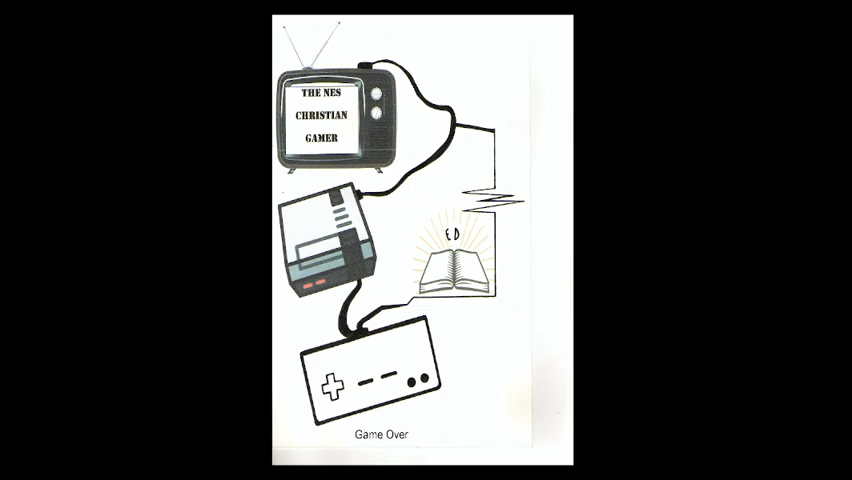 THE NES
CHRISTIAN
GAMER
ED
Game Over